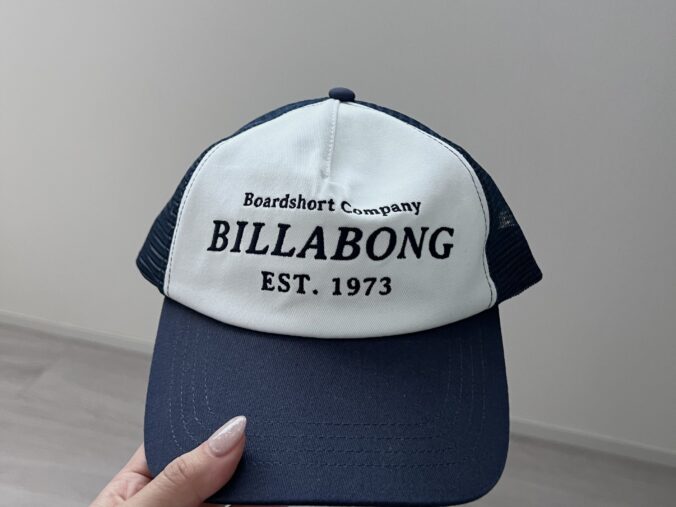 Boardshort Company
BILLABONG
EST. 1973